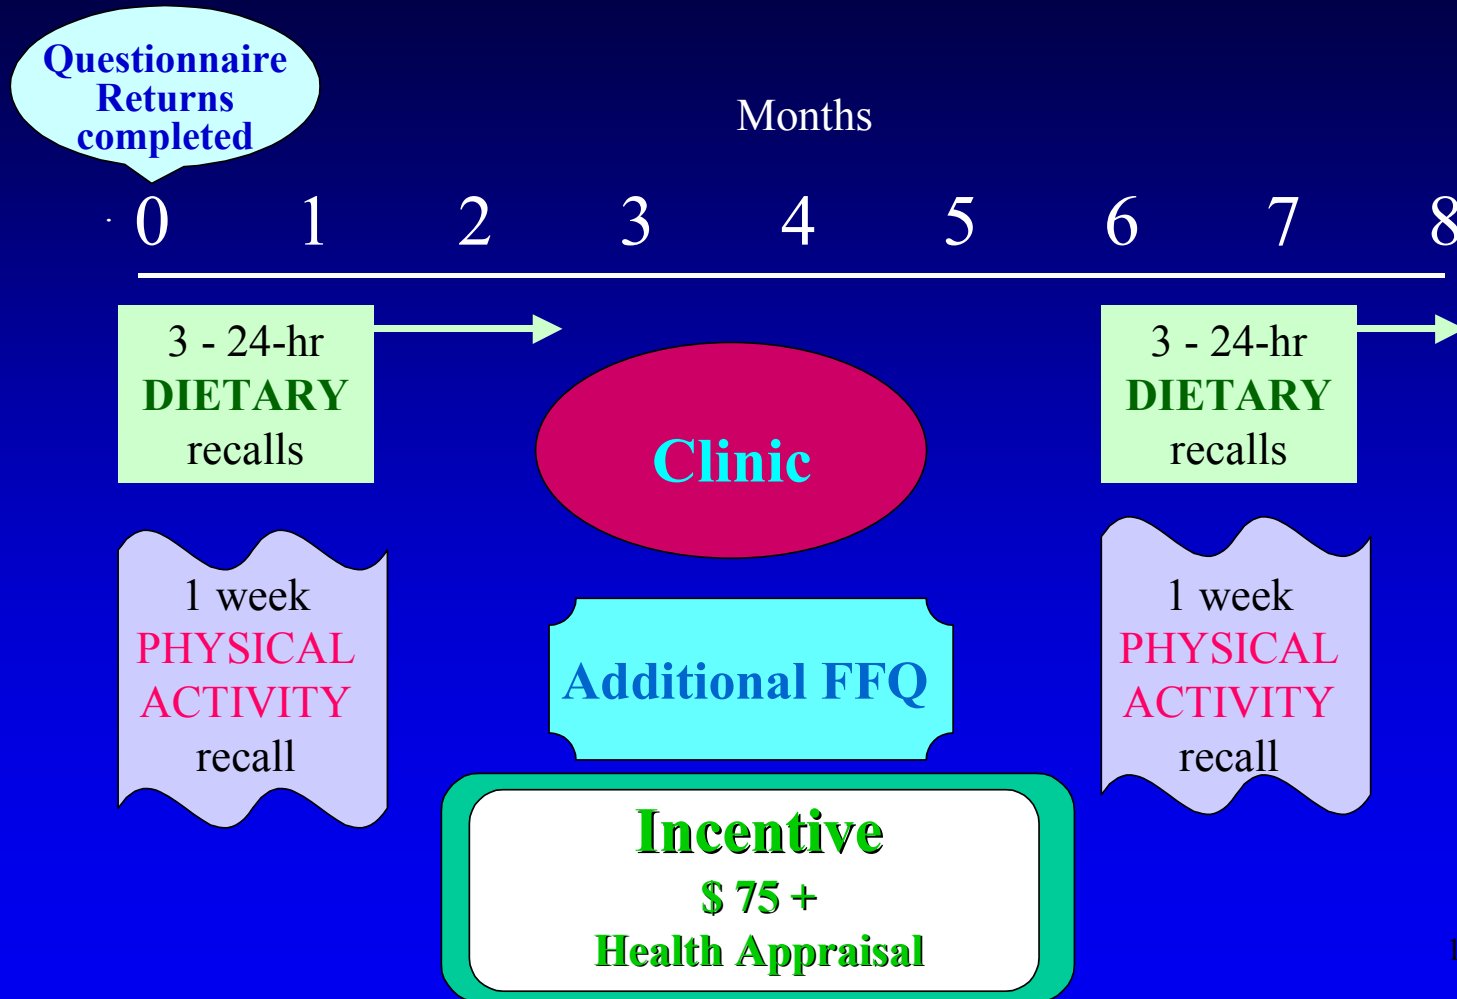 Questionnaire
Returns
completed
Months
0 1 2 3 4 5 6 7 8
3 - 24-hr
DIETARY
recalls
Clinic
3 - 24-hr
DIETARY
recalls
1 week
PHYSICAL
ACTIVITY
recall
Additional FFQ
1 week
PHYSICAL
ACTIVITY
recall
Incentive
$ 75 +
Health Appraisal